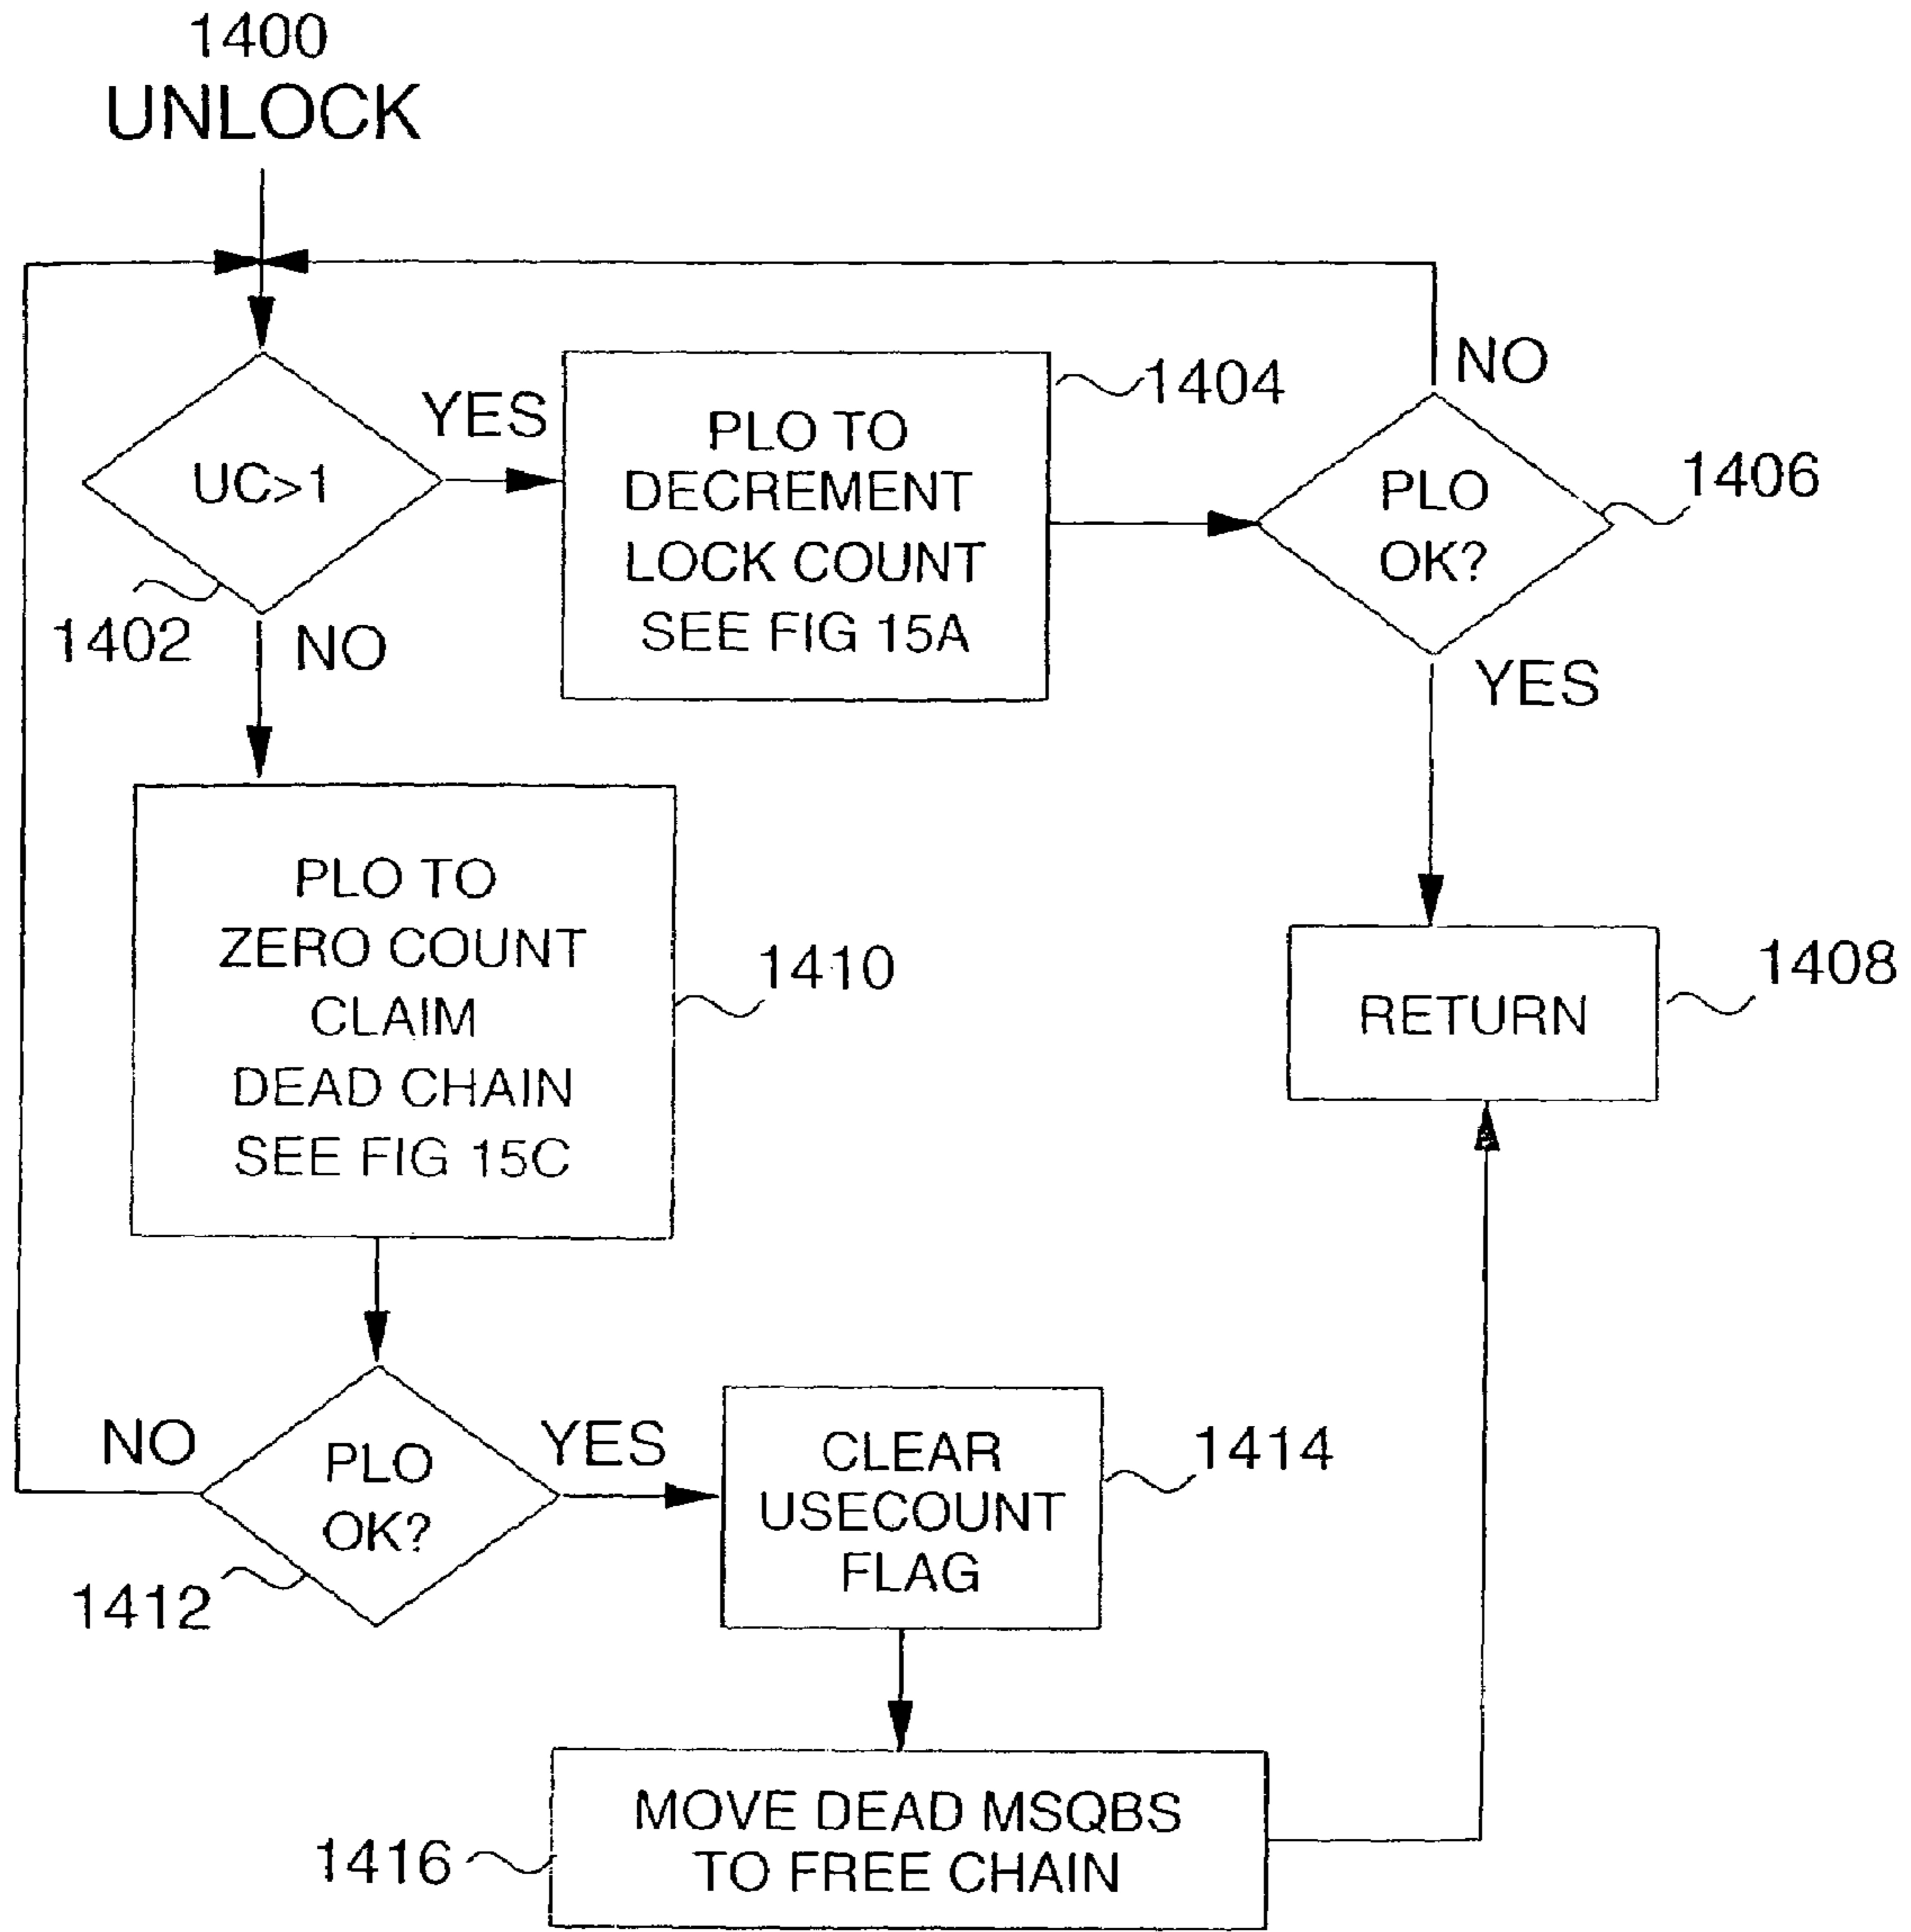 1400
UNLOCK
UC>1
1402
YES
NO
PLO TO
DECREMENT
LOCK COUNT
SEE FIG 15A
1404
PLO
OK?
1406
NO
YES
RETURN
1408
PLO TO
ZERO COUNT
CLAIM
DEAD CHAIN
SEE FIG 15C
1410
PLO
OK?
1412
NO
YES
CLEAR
USECOUNT
FLAG
1414
MOVE DEAD MSQBS
TO FREE CHAIN
1416